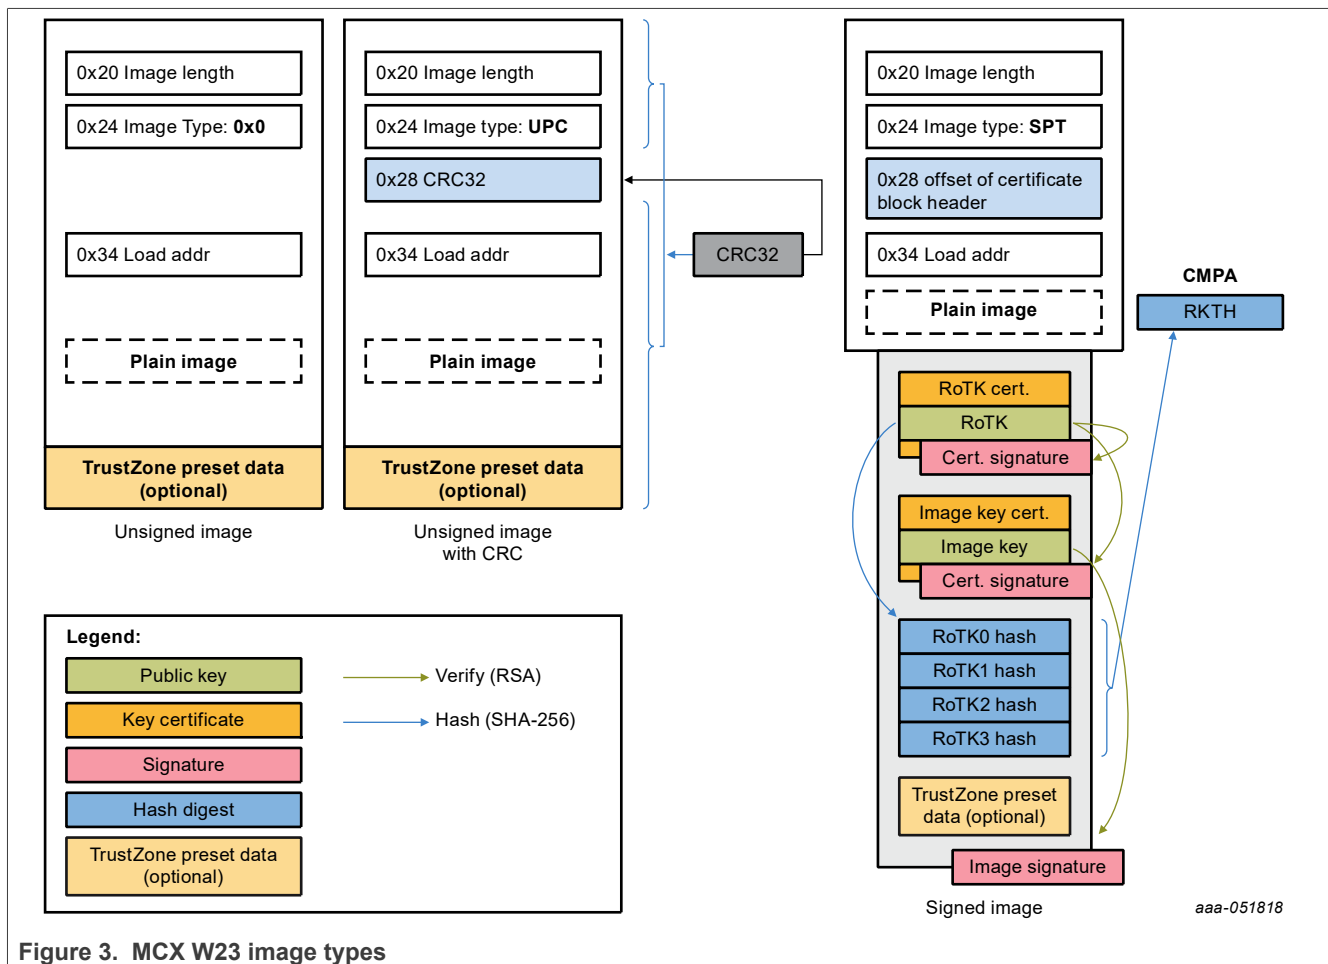 0x20 Image length
0x24 Image Type: 0x0
0x34 Load addr
Plain image
TrustZone preset data
(optional)
Unsigned image
0x20 Image length
0x24 Image type: UPC
0x28 CRC32
0x34 Load addr
Plain image
TrustZone preset data
(optional)
Unsigned image
with CRC
CRC32
0x20 Image length
0x24 Image type: SPT
0x28 offset of certificate
block header
0x34 Load addr
Plain image
CMPA
RKTH
RoTK cert.
RoTK
Cert. signature
Image key cert.
Image key
Cert. signature
RoTK0 hash
RoTK1 hash
RoTK2 hash
RoTK3 hash
TrustZone preset
data (optional)
Image signature
Signed image
Legend:
Public key
Key certificate
Signature
Hash digest
TrustZone preset data
(optional)
Verify (RSA)
Hash (SHA-256)
aaa-051818
Figure 3. MCX W23 image types